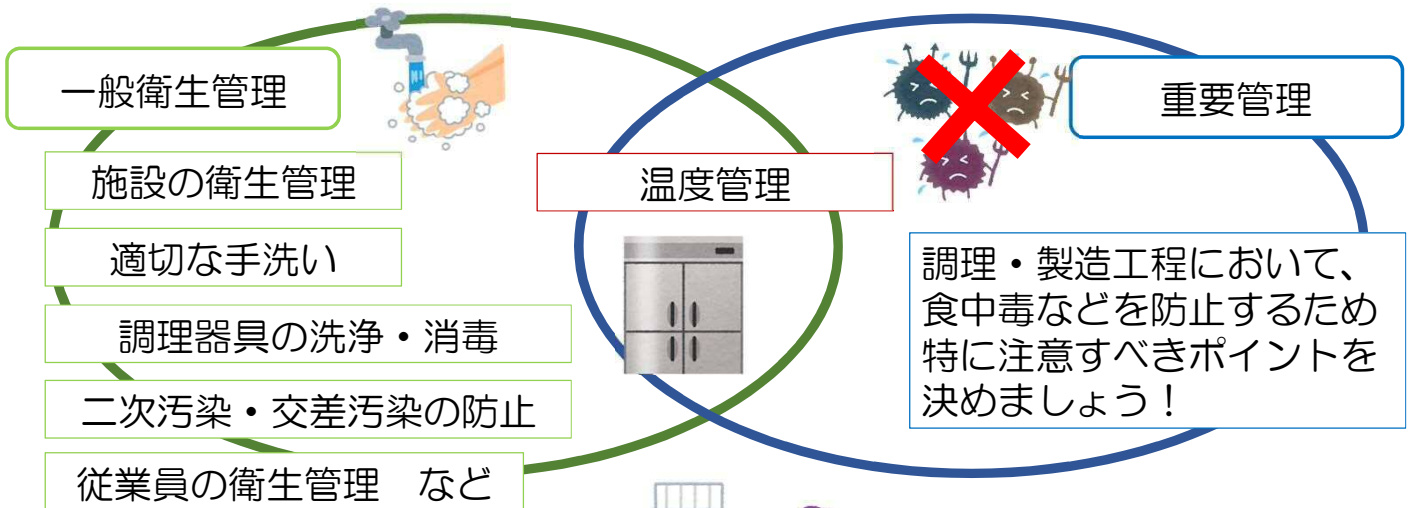 一般衛生管理
施設の衛生管理
適切な手洗い
調理器具の洗浄・消毒
二次汚染・交差汚染の防止
従業員の衛生管理　など
温度管理
重要管理
調理・製造工程において、
食中毒などを防止するため
特に注意すべきポイントを
決めましょう！